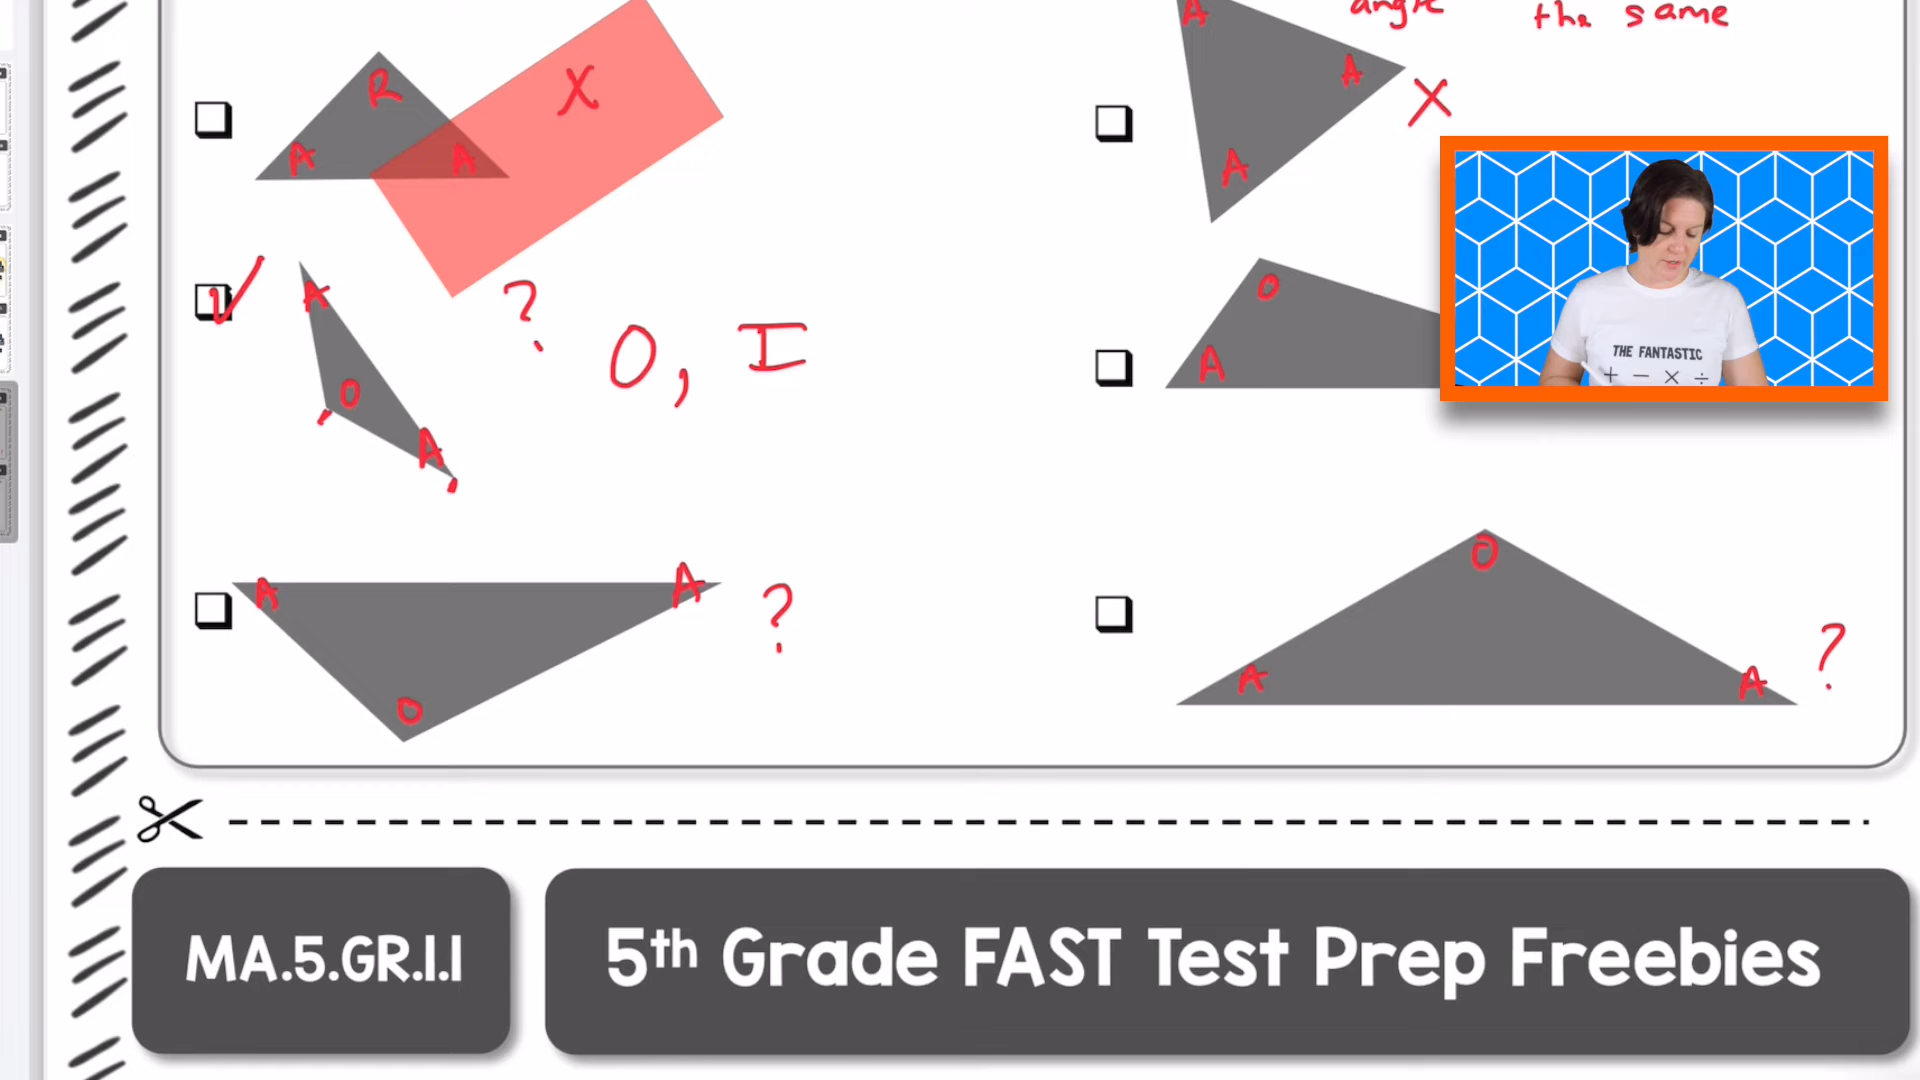 angle the same
R
X
A
A
A
A
X
A
THE FANTASTIC
+ − × ÷
A
?
O, I
O
A
O
A
A
A
?
O
O
A
A
?
MA.5.GR.1.1
5th Grade FAST Test Prep Freebies